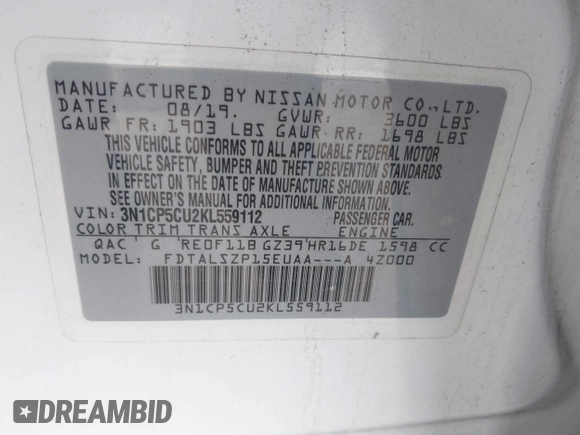 MANUFACTURED BY NISSAN MOTOR CO.,LTD.
DATE: 08/19. GVWR: 3600 LBS
GAWR FR: 1903 LBS GAWR RR: 1698 LBS
THIS VEHICLE CONFORMS TO ALL APPLICABLE FEDERAL MOTOR
VEHICLE SAFETY, BUMPER AND THEFT PREVENTION STANDARDS
IN EFFECT ON THE DATE OF MANUFACTURE SHOWN ABOVE.
SEE OWNER'S MANUAL FOR ADDITIONAL INFORMATION
VIN: 3N1CP5CU2KL559112 PASSENGER CAR.
COLOR TRIM TRANS AXLE ENGINE
QAC G RE0F11B GZ39 HR16DE 1598 CC
MODEL: FDTALSZP15EUAA---A 4Z000
3N1CP5CU2KL559112
DREAMBID